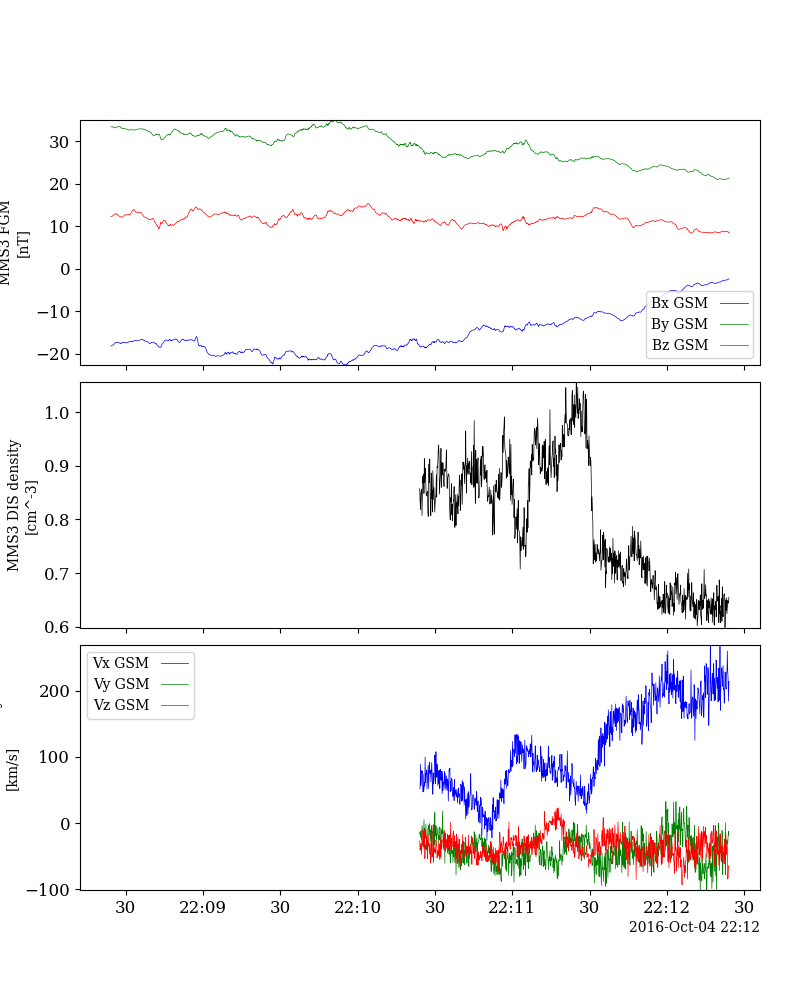 30
20
10
0
−10
−20
MMS3 FGM
[nT]
Bx GSM
By GSM
Bz GSM
1.0
0.9
0.8
0.7
0.6
MMS3 DIS density
[cm^-3]
Vx GSM
Vy GSM
Vz GSM
200
100
0
−100
[km/s]
30 22:09 30 22:10 30 22:11 30 22:12 30
2016-Oct-04 22:12